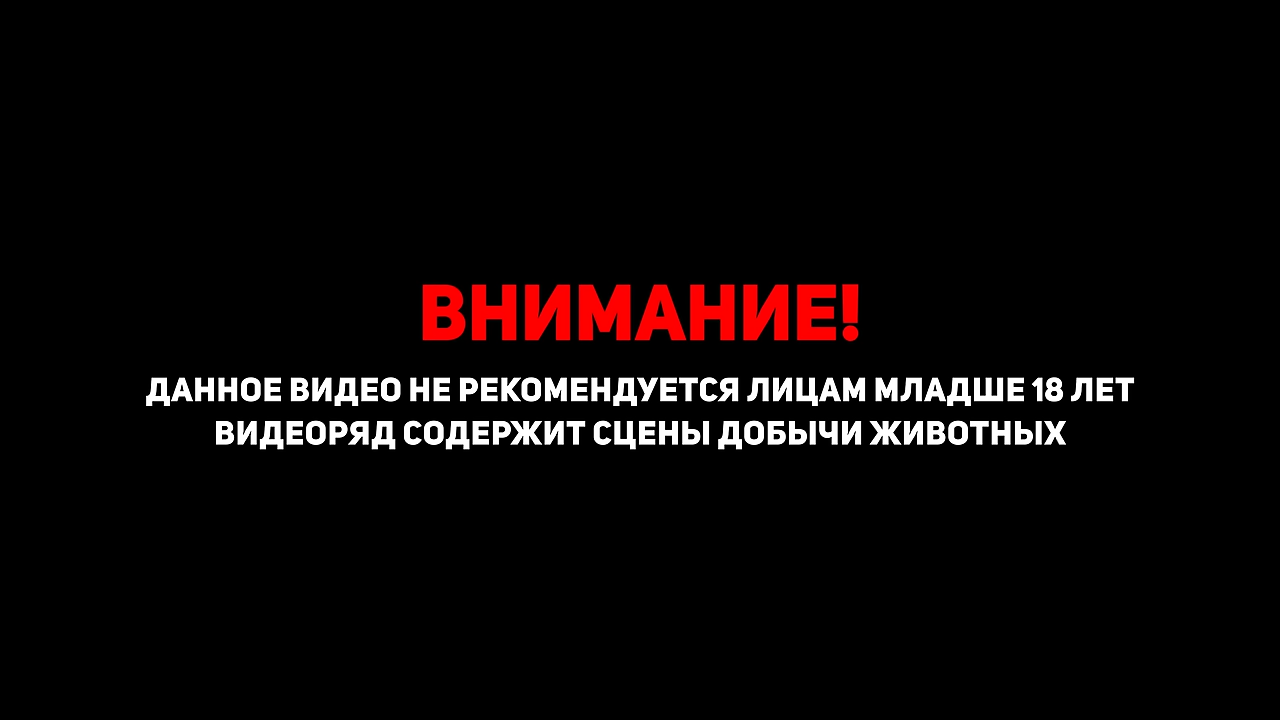 ВНИМАНИЕ!
ДАННОЕ ВИДЕО НЕ РЕКОМЕНДУЕТСЯ ЛИЦАМ МЛАДШЕ 18 ЛЕТ
ВИДЕОРЯД СОДЕРЖИТ СЦЕНЫ ДОБЫЧИ ЖИВОТНЫХ